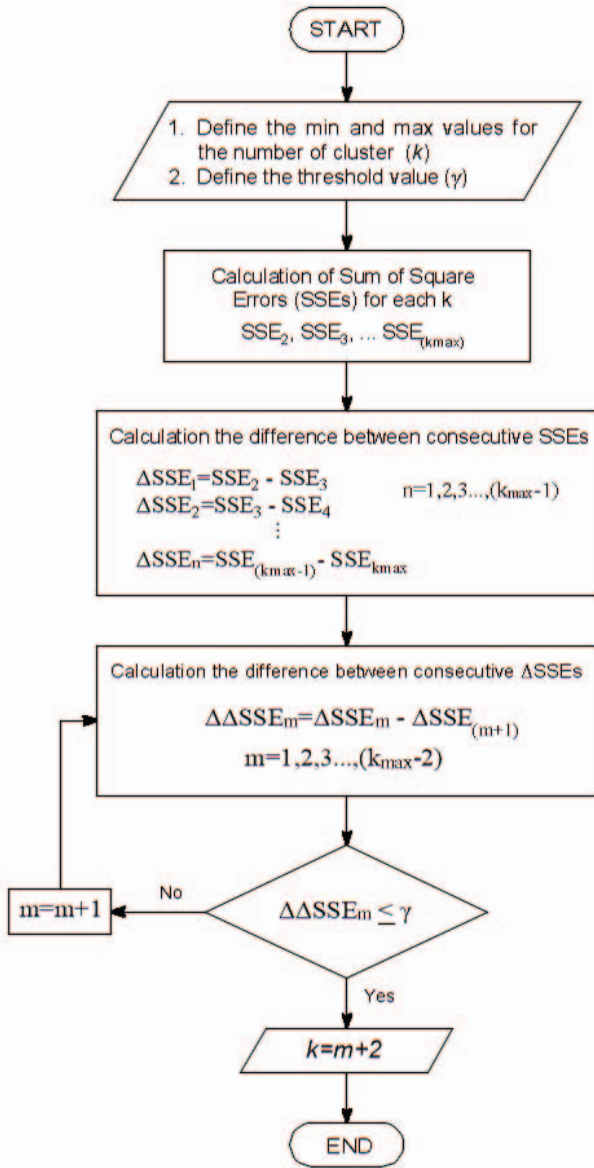 START
1. Define the min and max values for
the number of cluster (k)
2. Define the threshold value (γ)
Calculation of Sum of Square
Errors (SSEs) for each k
SSE₂, SSE₃, ... SSE₍kmax₎
Calculation the difference between consecutive SSEs
ΔSSE₁=SSE₂ - SSE₃
n=1,2,3...,(kmax-1)
ΔSSE₂=SSE₃ - SSE₄
⋮
ΔSSEn=SSE(kmax-1)- SSEkmax
Calculation the difference between consecutive ΔSSEs
ΔΔSSEm=ΔSSEm - ΔSSE(m+1)
m=1,2,3...,(kmax-2)
No
m=m+1
ΔΔSSEm ≤ γ
Yes
k=m+2
END